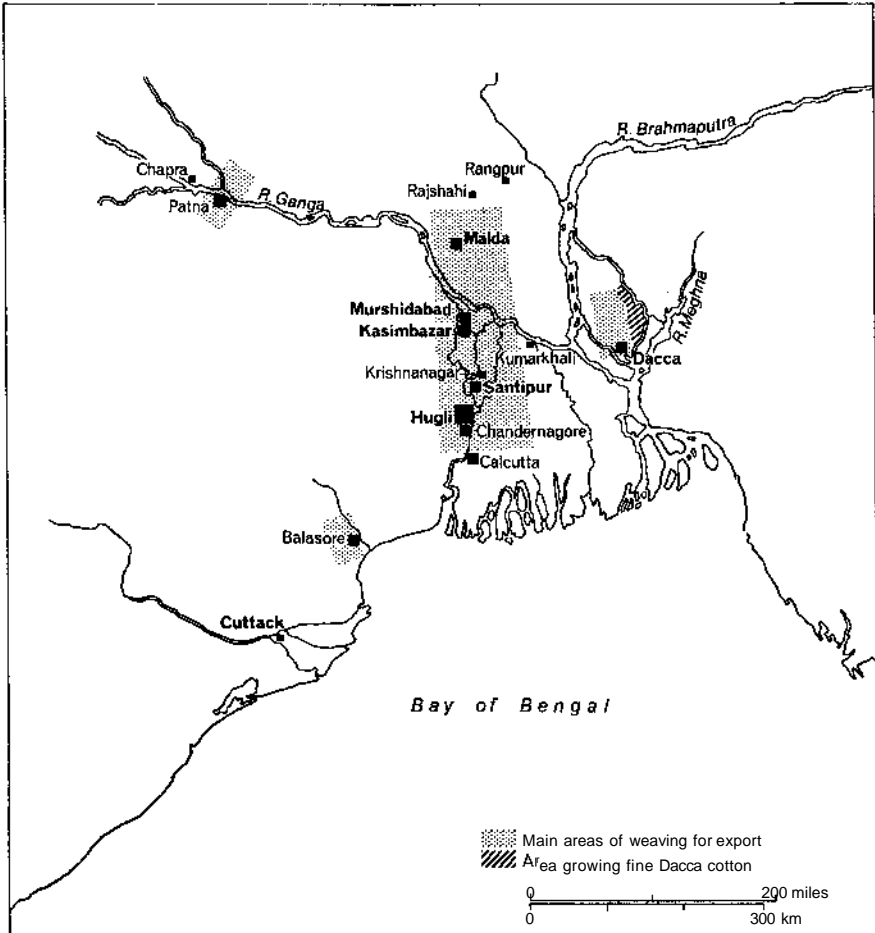 R. Brahmaputra
Chapra
Rangpur
Rajshahi
R. Ganga
Patna
Malda
R. Meghna
Murshidabad
Kasimbazar
Kumarkhali
Dacca
Krishnanagar
Santipur
Hugli
Chandernagore
Calcutta
Balasore
Cuttack
Bay of Bengal
Main areas of weaving for export
Area growing fine Dacca cotton
0 200 miles
0 300 km